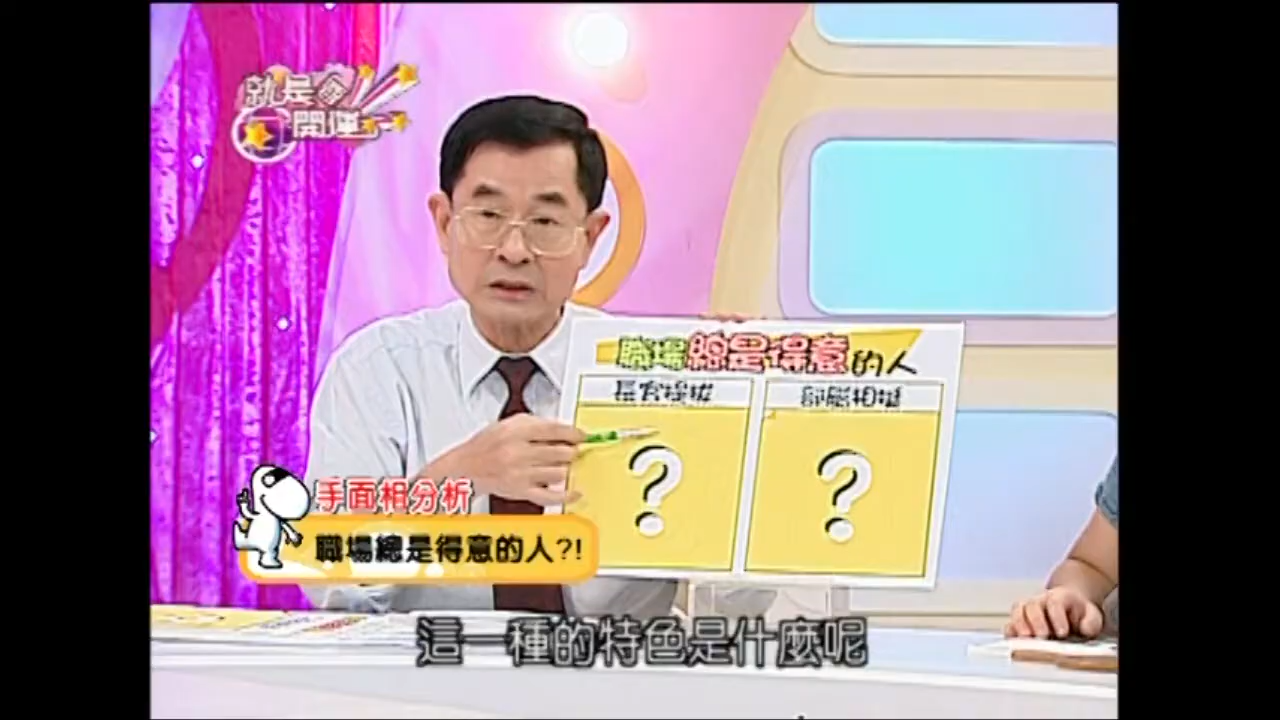 就是命
開運
職場總是得意的人
長官提拔
部屬相挺
?
?
手面相分析
職場總是得意的人?!
這一種的特色是什麼呢